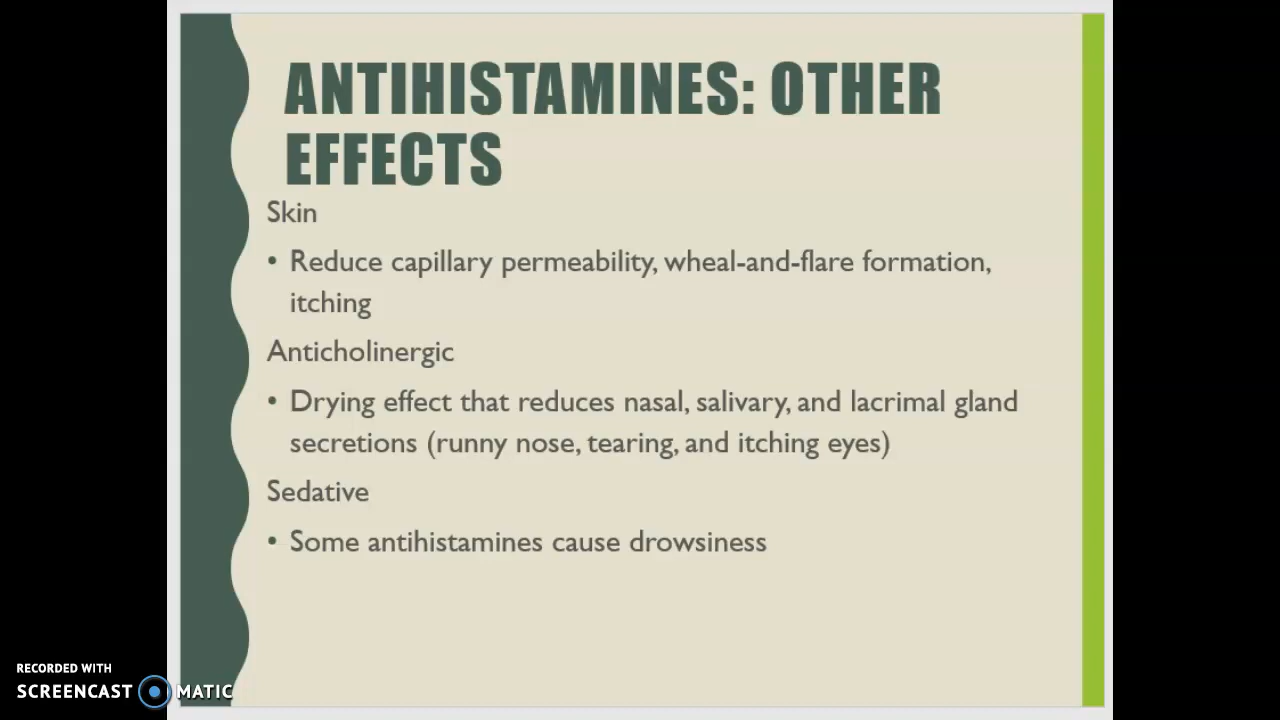 ANTIHISTAMINES: OTHER
EFFECTS
Skin
• Reduce capillary permeability, wheal-and-flare formation,
itching
Anticholinergic
• Drying effect that reduces nasal, salivary, and lacrimal gland
secretions (runny nose, tearing, and itching eyes)
Sedative
• Some antihistamines cause drowsiness
RECORDED WITH
SCREENCAST MATIC